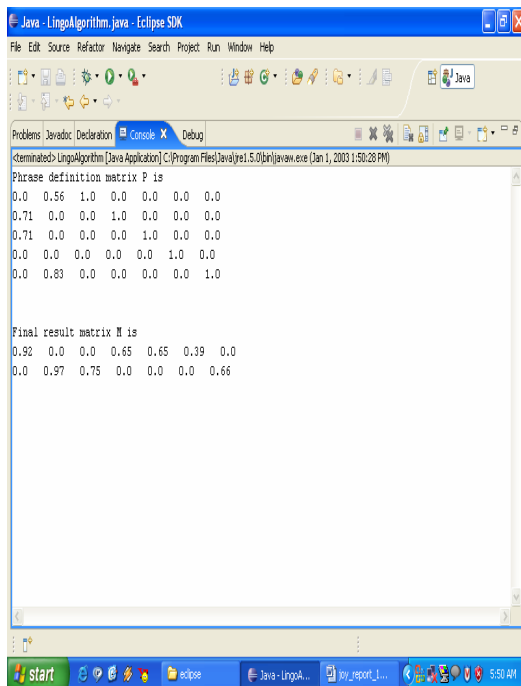 Java - LingoAlgorithm.java - Eclipse SDK
File Edit Source Refactor Navigate Search Project Run Window Help
Java
Problems Javadoc Declaration Console Debug
<terminated> LingoAlgorithm [Java Application] C:\Program Files\Java\jre1.5.0\bin\javaw.exe (Jan 1, 2003 1:50:28 PM)
Phrase definition matrix P is
0.0 0.56 1.0 0.0 0.0 0.0 0.0
0.71 0.0 0.0 1.0 0.0 0.0 0.0
0.71 0.0 0.0 0.0 1.0 0.0 0.0
0.0 0.0 0.0 0.0 0.0 1.0 0.0
0.0 0.83 0.0 0.0 0.0 0.0 1.0
Final result matrix M is
0.92 0.0 0.0 0.65 0.65 0.39 0.0
0.0 0.97 0.75 0.0 0.0 0.0 0.66
start eclipse Java - LingoA... joy_report_1... 5:50 AM